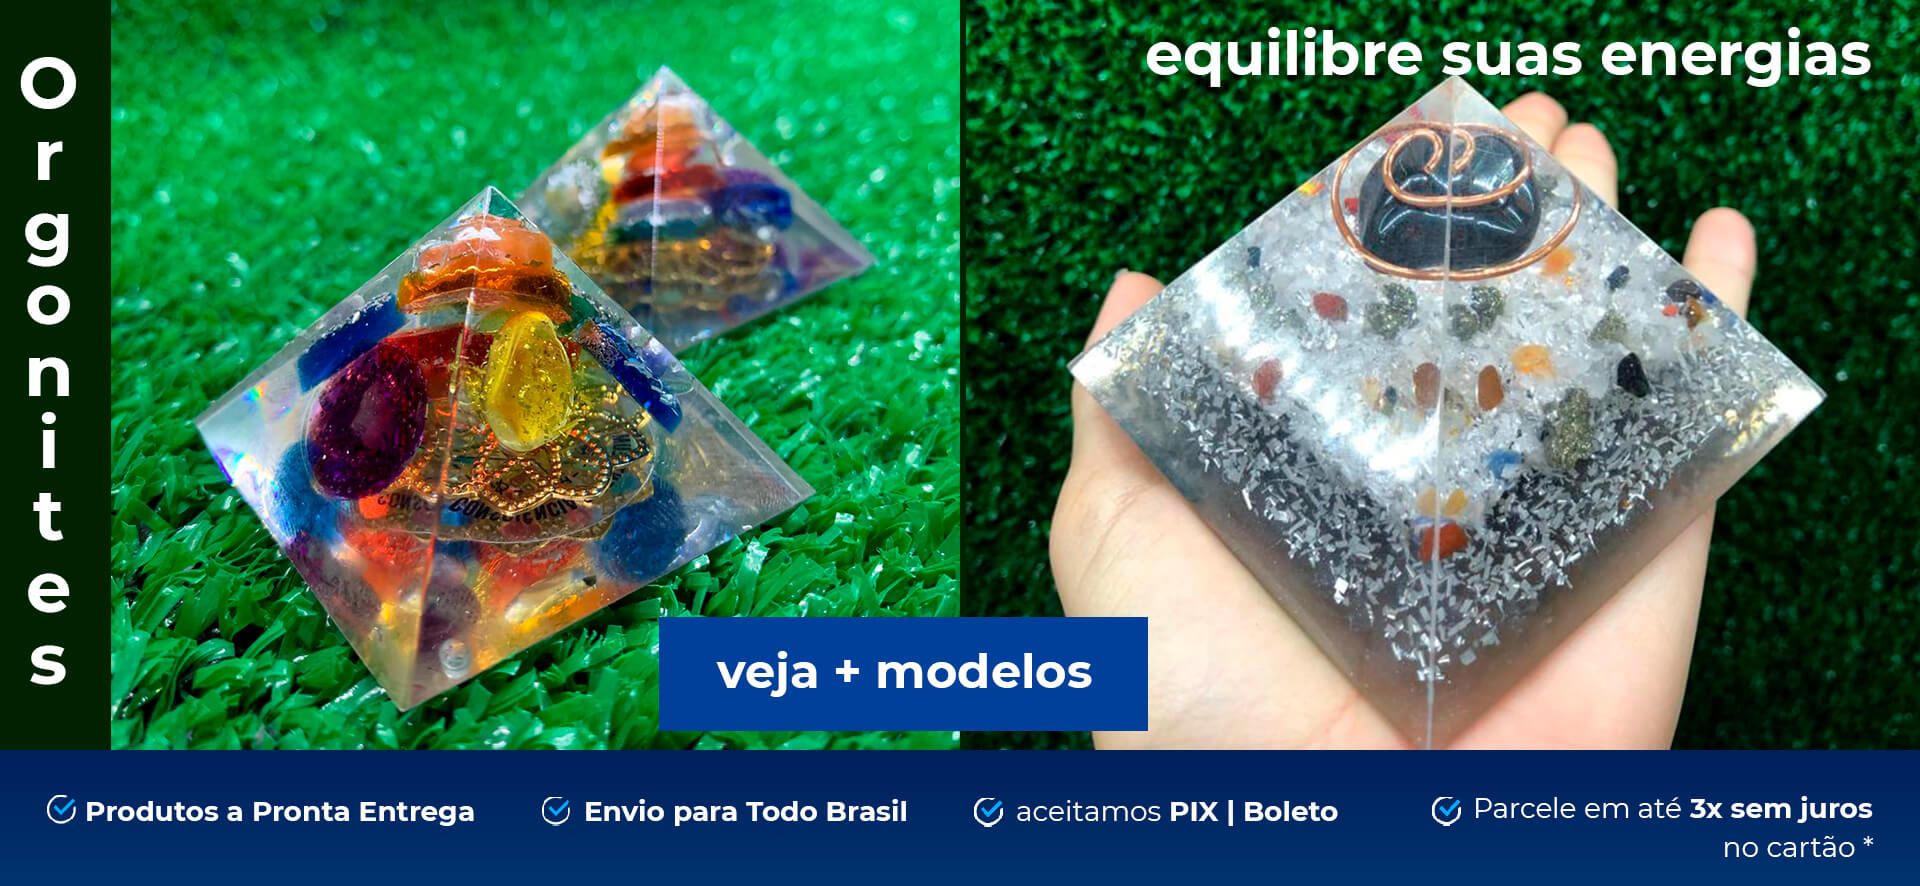 Orgonites
equilibre suas energias
CONSCIENCIA
veja + modelos
Produtos a Pronta Entrega
Envio para Todo Brasil
aceitamos PIX | Boleto
Parcele em até 3x sem juros
no cartão *